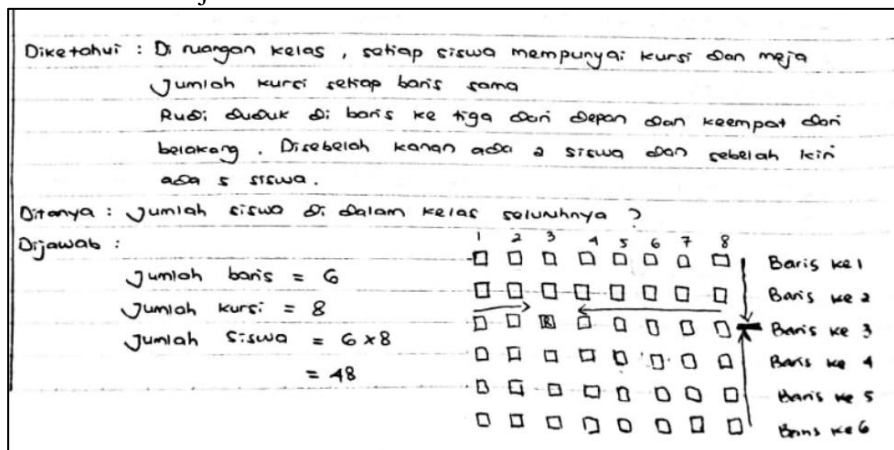 Diketahui : Di ruangan kelas, setiap siswa mempunyai kursi dan meja
Jumlah kursi setiap baris sama
Rudi duduk di baris ke tiga dari depan dan keempat dari
belakang. Disebelah kanan ada 2 siswa dan sebelah kiri
ada 5 siswa.
Ditanya : Jumlah siswa di dalam kelas seluruhnya ?
Dijawab :
Jumlah baris = 6
Jumlah kursi = 8
Jumlah siswa = 6 x 8
= 48
1 2 3 4 5 6 7 8
Baris ke 1
Baris ke 2
R Baris ke 3
Baris ke 4
Baris ke 5
Baris ke 6